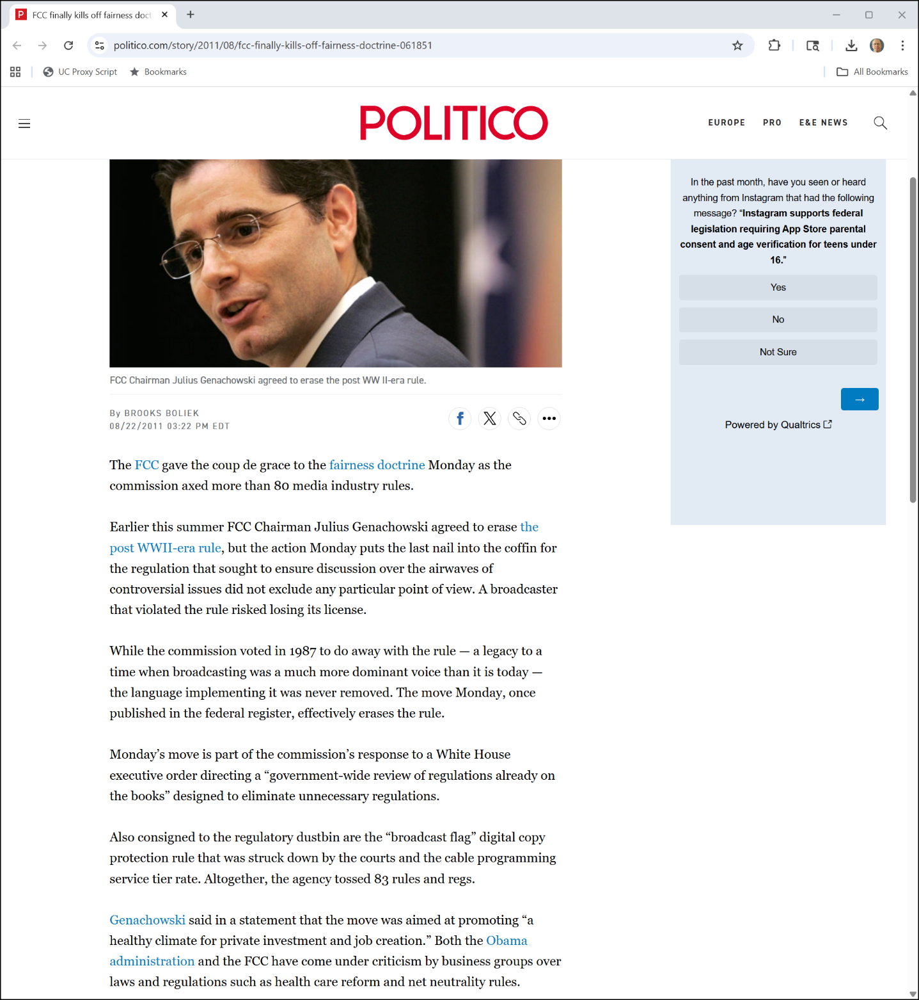 FCC finally kills off fairness doct
politico.com/story/2011/08/fcc-finally-kills-off-fairness-doctrine-061851
UC Proxy Script
Bookmarks
All Bookmarks
POLITICO
EUROPE
PRO
E&E NEWS
FCC Chairman Julius Genachowski agreed to erase the post WW II-era rule.
By BROOKS BOLIEK
08/22/2011 03:22 PM EDT
The FCC gave the coup de grace to the fairness doctrine Monday as the
commission axed more than 80 media industry rules.
Earlier this summer FCC Chairman Julius Genachowski agreed to erase the
post WWII-era rule, but the action Monday puts the last nail into the coffin for
the regulation that sought to ensure discussion over the airwaves of
controversial issues did not exclude any particular point of view. A broadcaster
that violated the rule risked losing its license.
While the commission voted in 1987 to do away with the rule — a legacy to a
time when broadcasting was a much more dominant voice than it is today —
the language implementing it was never removed. The move Monday, once
published in the federal register, effectively erases the rule.
Monday’s move is part of the commission’s response to a White House
executive order directing a “government-wide review of regulations already on
the books” designed to eliminate unnecessary regulations.
Also consigned to the regulatory dustbin are the “broadcast flag” digital copy
protection rule that was struck down by the courts and the cable programming
service tier rate. Altogether, the agency tossed 83 rules and regs.
Genachowski said in a statement that the move was aimed at promoting “a
healthy climate for private investment and job creation.” Both the Obama
administration and the FCC have come under criticism by business groups over
laws and regulations such as health care reform and net neutrality rules.
In the past month, have you seen or heard
anything from Instagram that had the following
message? “Instagram supports federal
legislation requiring App Store parental
consent and age verification for teens under
16."
Yes
No
Not Sure
→
Powered by Qualtrics